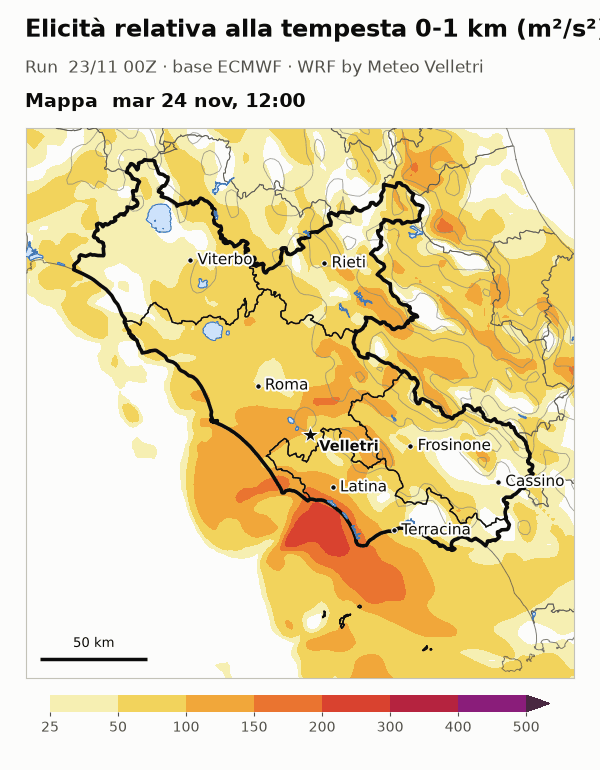 Elicità relativa alla tempesta 0-1 km (m²/s²)
Run  23/11 00Z · base ECMWF · WRF by Meteo Velletri
Mappa  mar 24 nov, 12:00
Viterbo
Rieti
Roma
Velletri
Frosinone
Latina
Cassino
Terracina
50 km
25 50 100 150 200 300 400 500